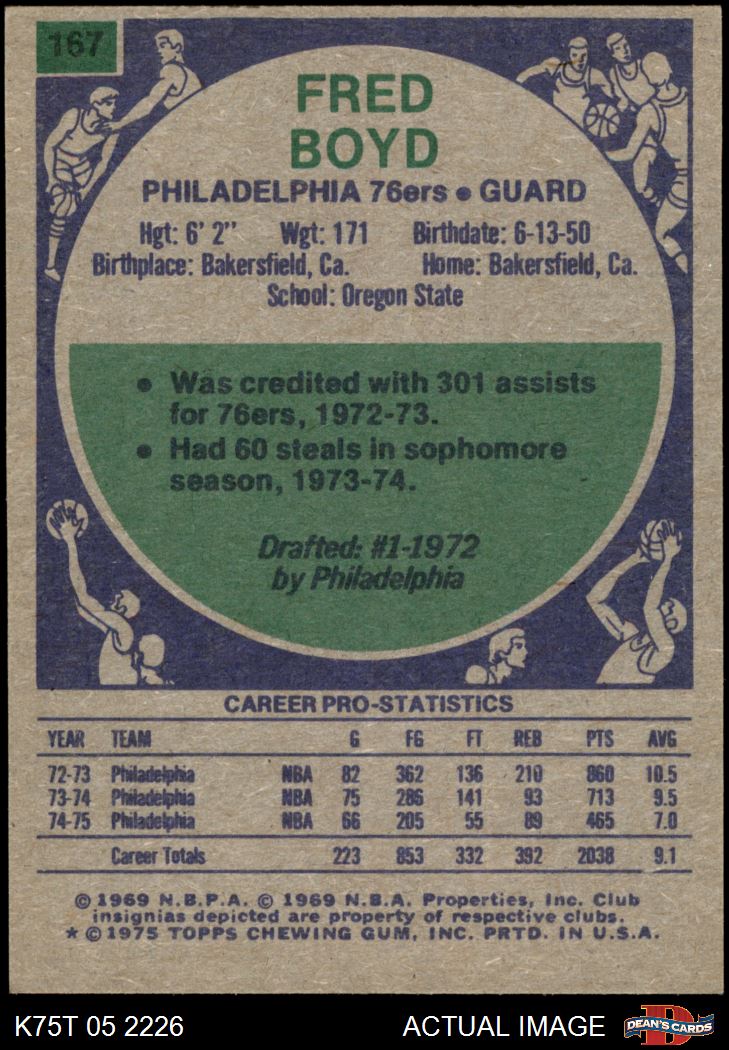 167
FRED
BOYD
PHILADELPHIA 76ers • GUARD
Hgt: 6' 2" Wgt: 171 Birthdate: 6-13-50
Birthplace: Bakersfield, Ca. Home: Bakersfield, Ca.
School: Oregon State
• Was credited with 301 assists
for 76ers, 1972-73.
• Had 60 steals in sophomore
season, 1973-74.
Drafted: #1-1972
by Philadelphia
CAREER PRO-STATISTICS
YEAR TEAM G FG FT REB PTS AVG
72-73 Philadelphia NBA 82 362 136 210 860 10.5
73-74 Philadelphia NBA 75 286 141 93 713 9.5
74-75 Philadelphia NBA 66 205 55 89 465 7.0
Career Totals 223 853 332 392 2038 9.1
© 1969 N.B.P.A. © 1969 N.B.A. Properties, Inc. Club
insignias depicted are property of respective clubs.
* © 1975 TOPPS CHEWING GUM, INC. PRTD. IN U.S.A.
K75T 05 2226 ACTUAL IMAGE
D
DEAN'S CARDS